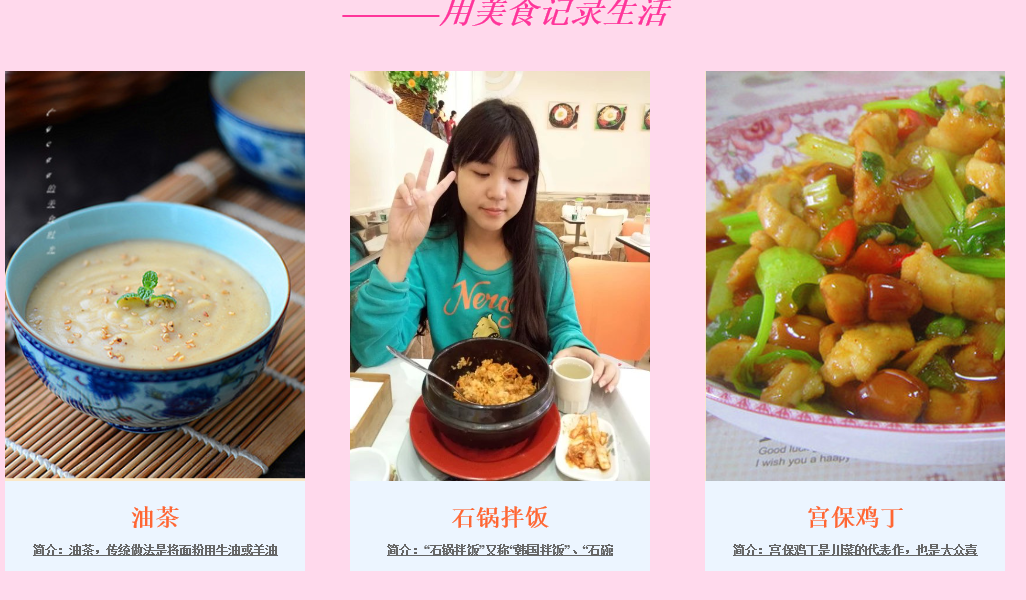 ———用美食记录生活
Nerd
Good luc
I wish you a happy
油茶
石锅拌饭
宫保鸡丁
简介：油茶，传统做法是将面粉用牛油或羊油
简介：“石锅拌饭”又称“韩国拌饭”、“石碗
简介：宫保鸡丁是川菜的代表作，也是大众喜